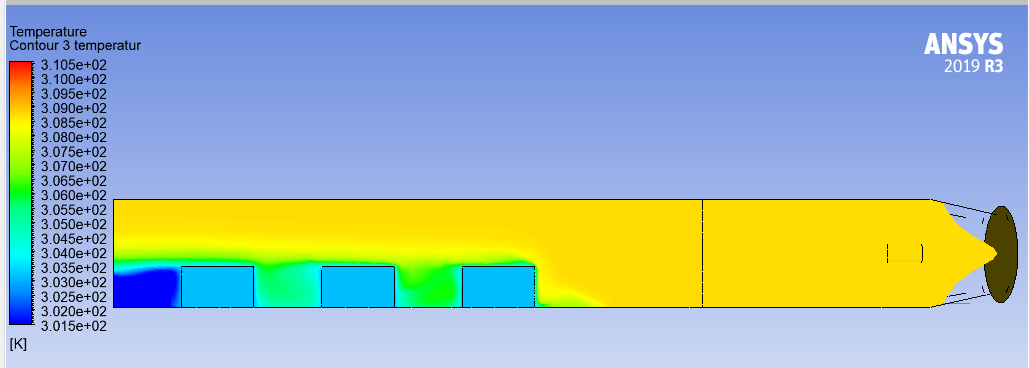 Temperature
Contour 3 temperatur
ANSYS
2019 R3
3.105e+02
3.100e+02
3.095e+02
3.090e+02
3.085e+02
3.080e+02
3.075e+02
3.070e+02
3.065e+02
3.060e+02
3.055e+02
3.050e+02
3.045e+02
3.040e+02
3.035e+02
3.030e+02
3.025e+02
3.020e+02
3.015e+02
[K]